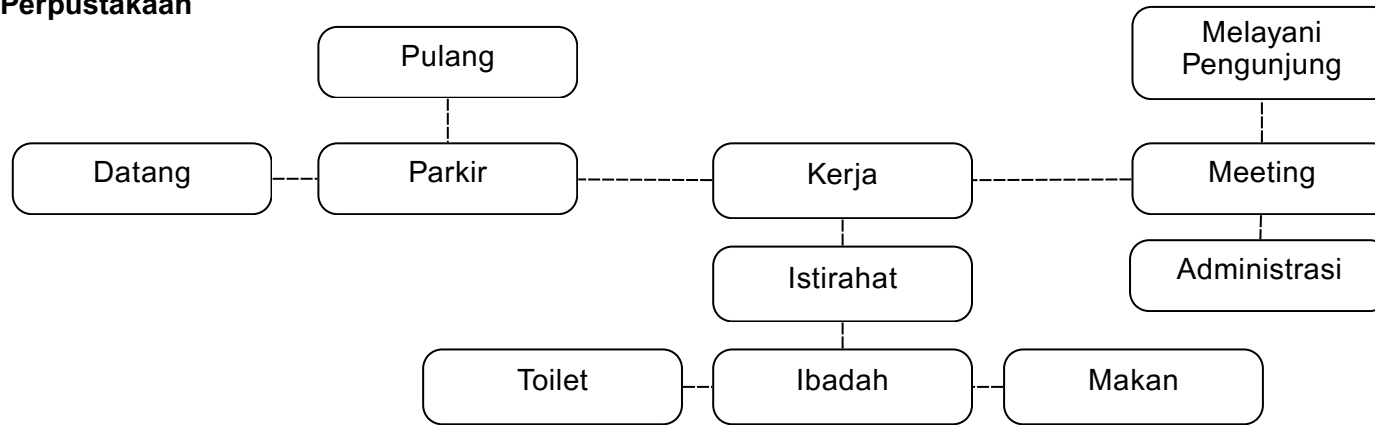 Perpustakaan
Pulang
Melayani
Pengunjung
Datang
Parkir
Kerja
Meeting
Istirahat
Administrasi
Toilet
Ibadah
Makan